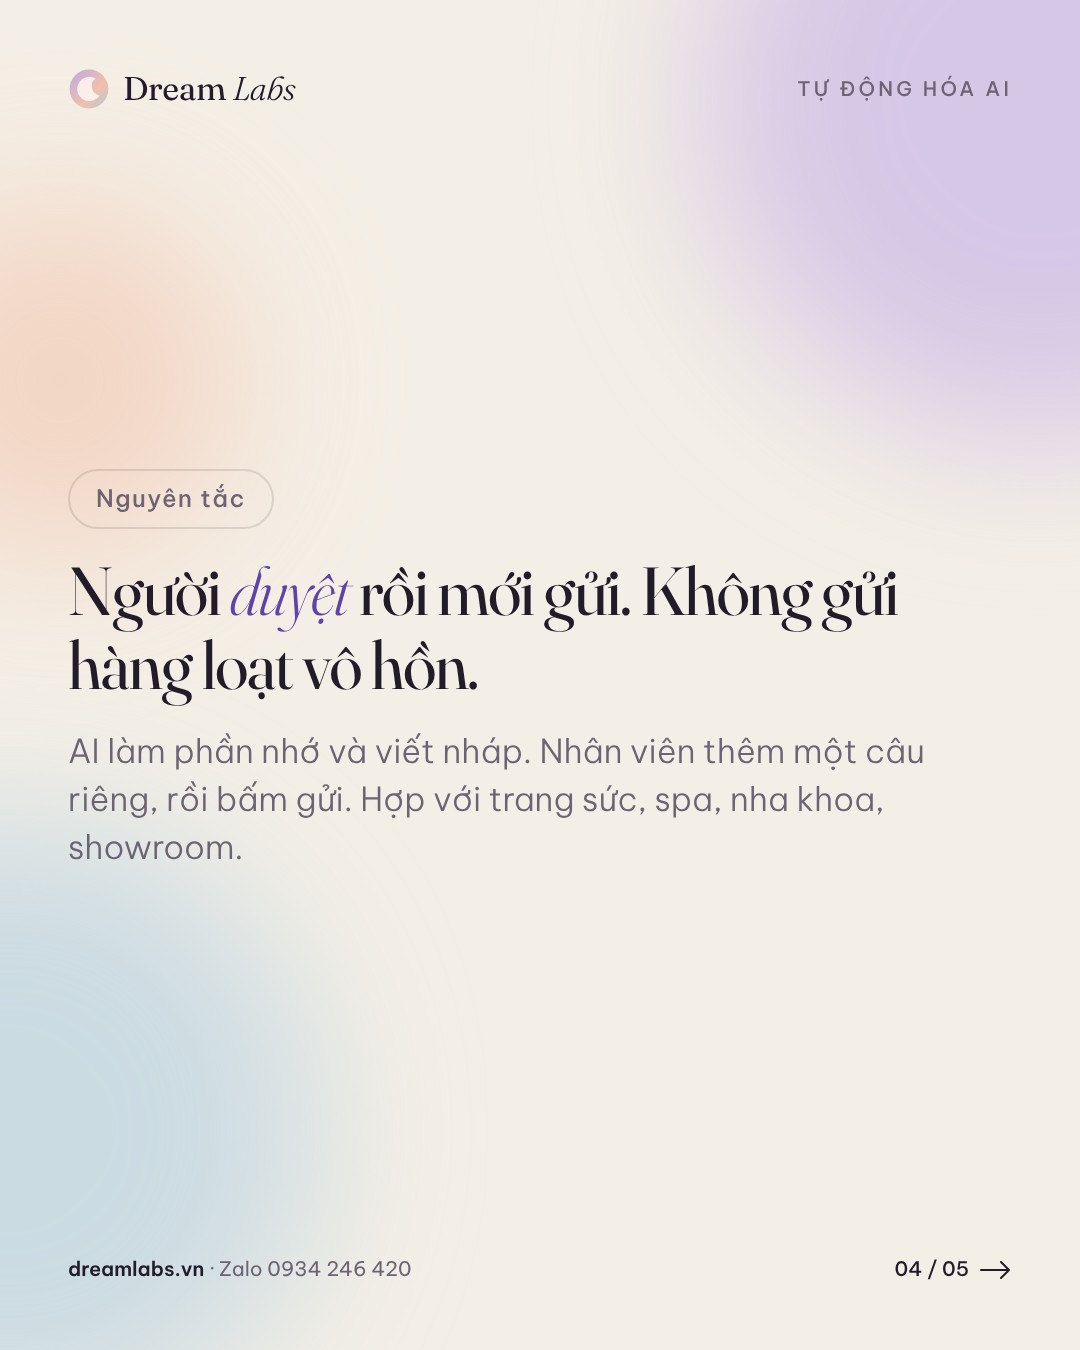 Dream Labs
TỰ ĐỘNG HÓA AI
Nguyên tắc
Người duyệt rồi mới gửi. Không gửi
hàng loạt vô hồn.
AI làm phần nhớ và viết nháp. Nhân viên thêm một câu
riêng, rồi bấm gửi. Hợp với trang sức, spa, nha khoa,
showroom.
dreamlabs.vn · Zalo 0934 246 420
04 / 05 →